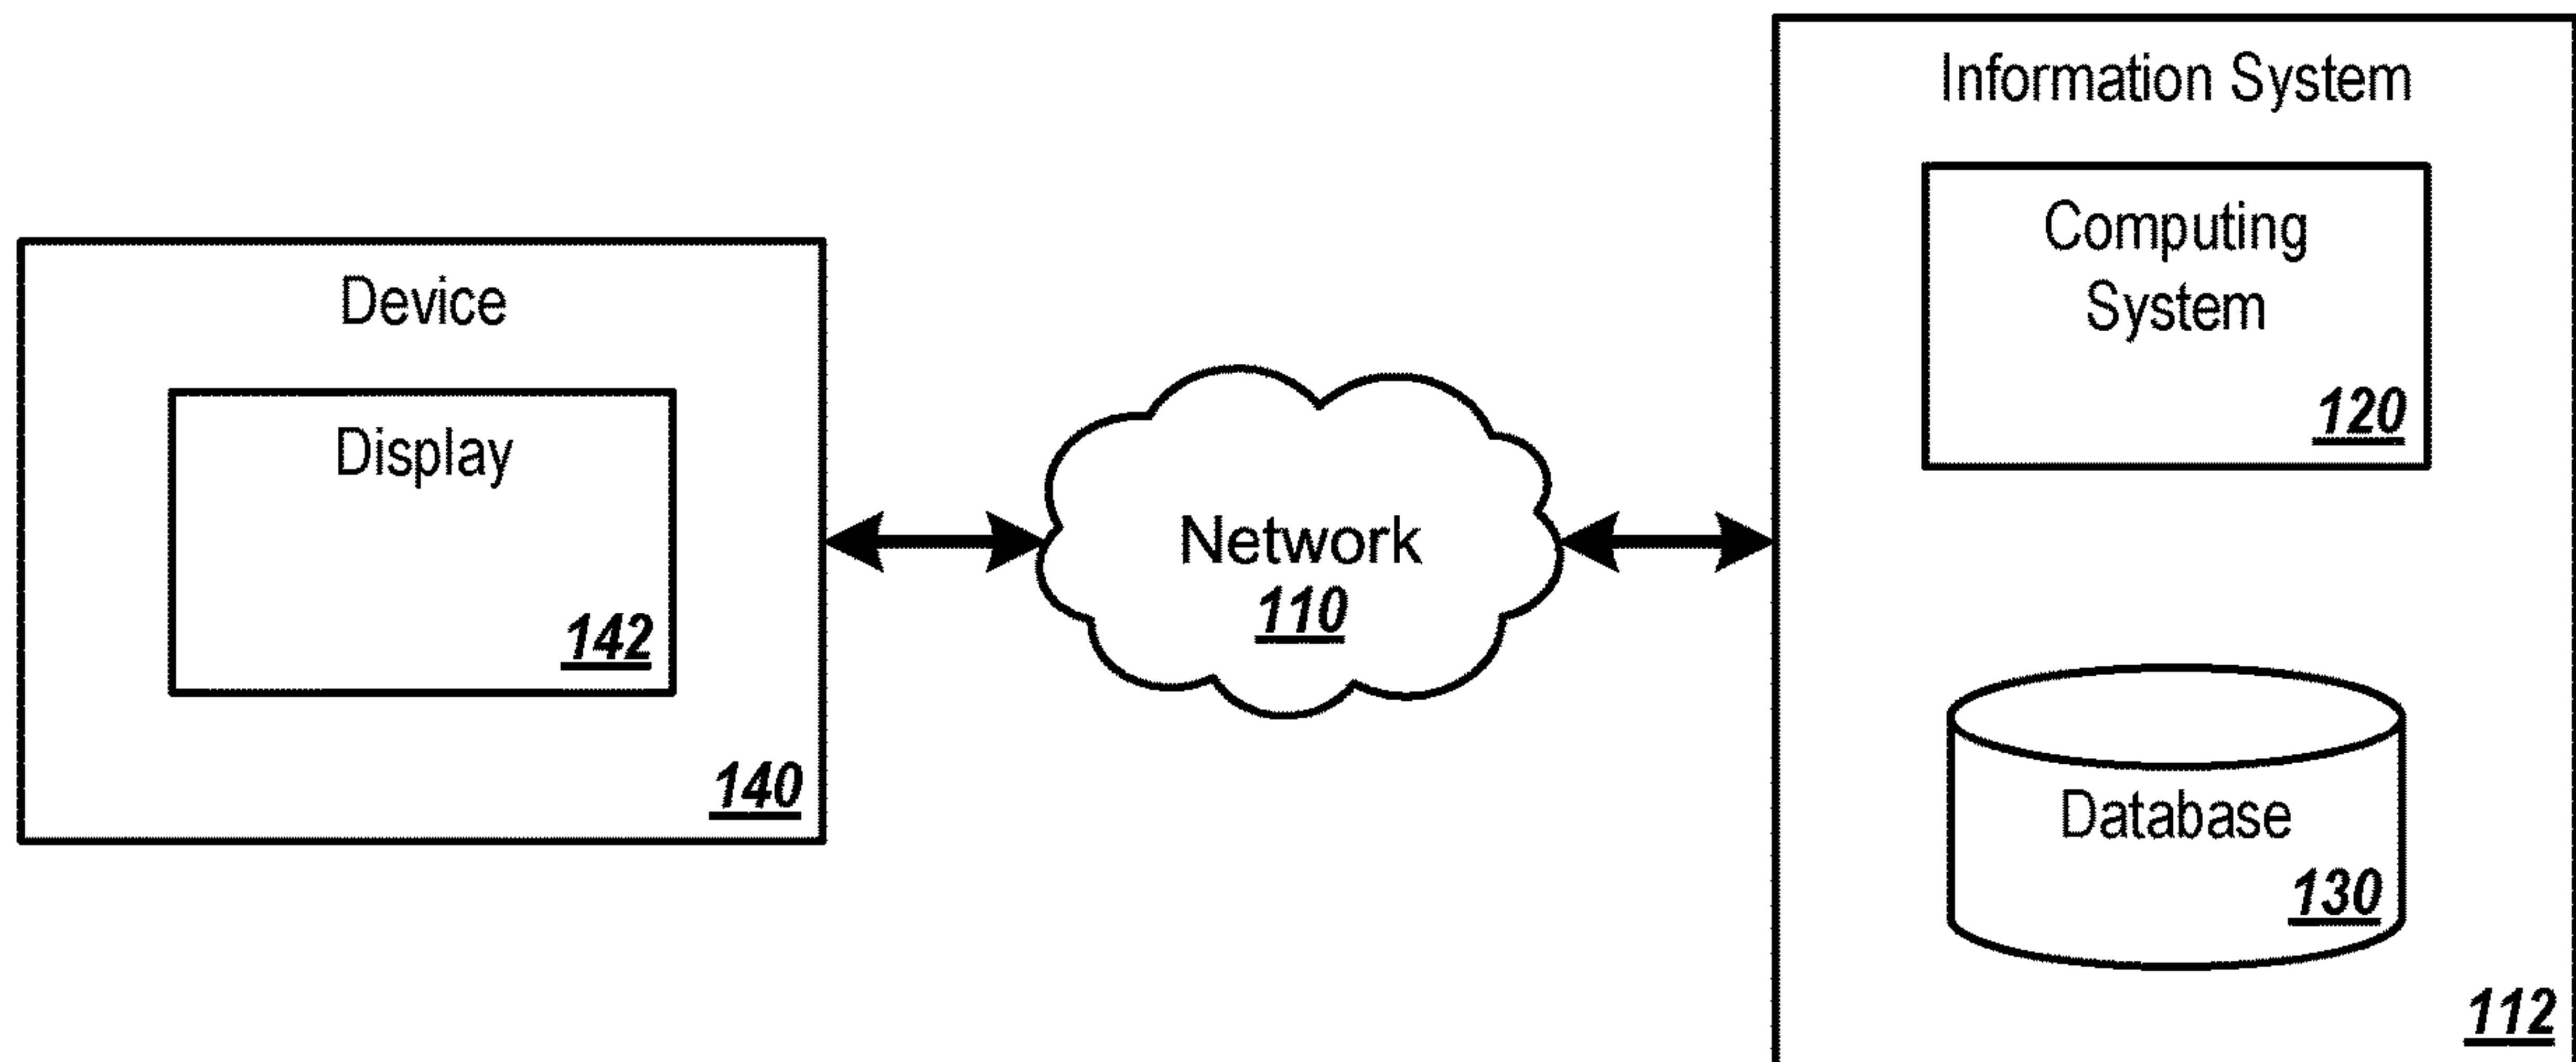 Device
Display
142
140
Network
110
Information System
Computing
System
120
Database
130
112